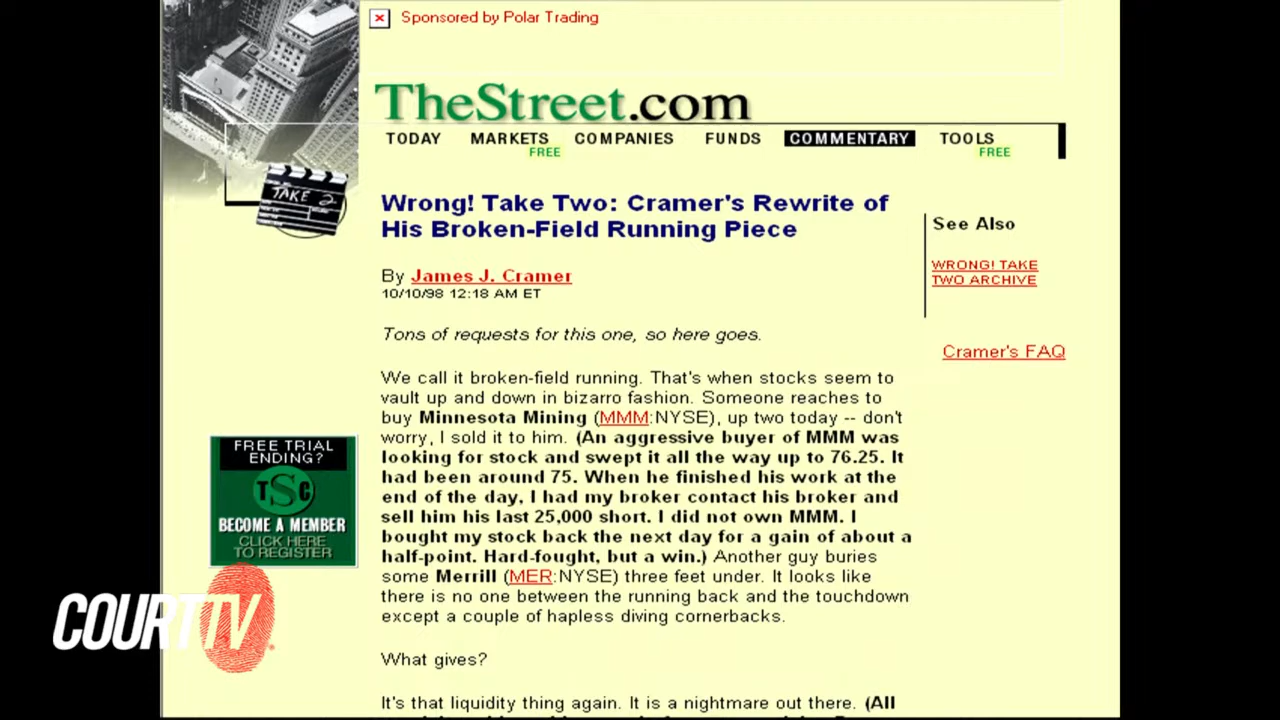 Sponsored by Polar Trading
TheStreet.com
TODAY MARKETS COMPANIES FUNDS COMMENTARY TOOLS
FREE FREE
TAKE 2
Wrong! Take Two: Cramer's Rewrite of
His Broken-Field Running Piece
See Also
WRONG! TAKE
TWO ARCHIVE
Cramer's FAQ
By James J. Cramer
10/10/98 12:18 AM ET
Tons of requests for this one, so here goes.
We call it broken-field running. That's when stocks seem to
vault up and down in bizarro fashion. Someone reaches to
buy Minnesota Mining (MMM:NYSE), up two today -- don't
worry, I sold it to him. (An aggressive buyer of MMM was
looking for stock and swept it all the way up to 76.25. It
had been around 75. When he finished his work at the
end of the day, I had my broker contact his broker and
sell him his last 25,000 short. I did not own MMM. I
bought my stock back the next day for a gain of about a
half-point. Hard-fought, but a win.) Another guy buries
some Merrill (MER:NYSE) three feet under. It looks like
there is no one between the running back and the touchdown
except a couple of hapless diving cornerbacks.
What gives?
It's that liquidity thing again. It is a nightmare out there. (All
FREE TRIAL
ENDING?
TSC
BECOME A MEMBER
CLICK HERE
TO REGISTER
COURT TV